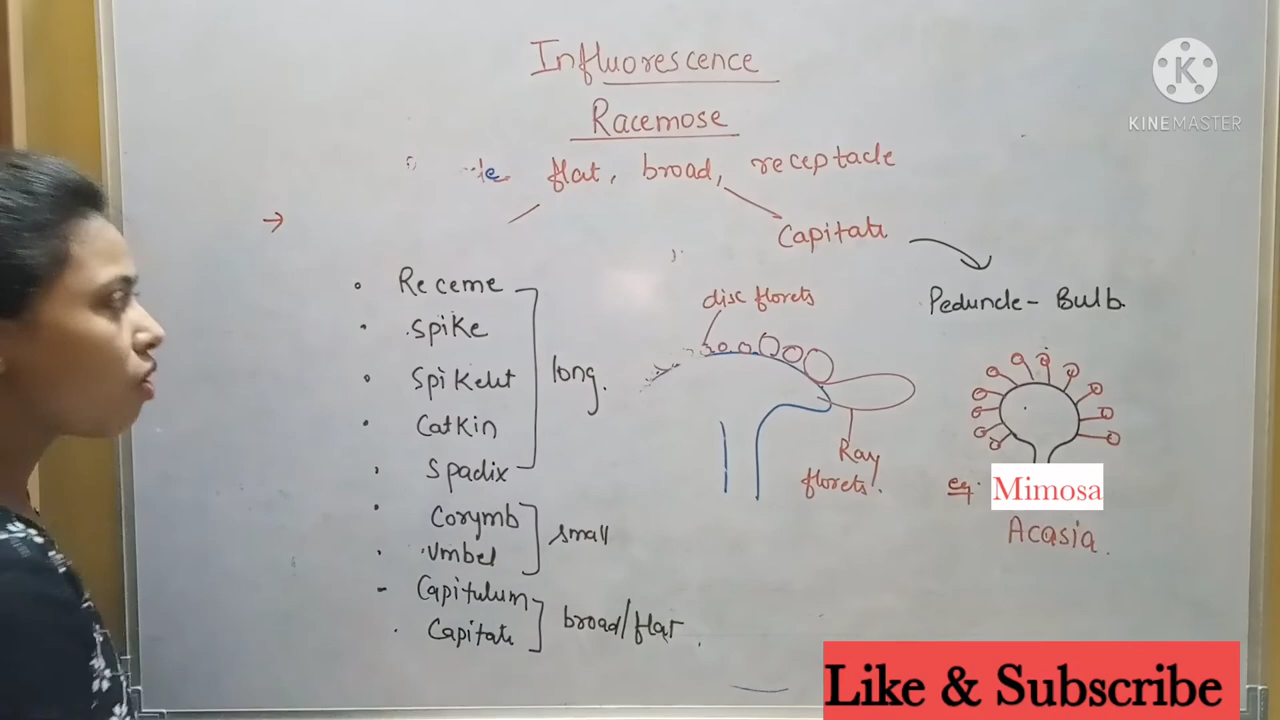 Influorescence
Racemose
flat, broad, receptacle
→
Capitate
Receme
Spike
Spikelet
Catkin
Spadix
long.
Corymb
Umbel
small
Capitulum
Capitate
broad/flat
disc florets
Ray
florets
Peduncle - Bulb
eg. Mimosa
Acasia.
K
KINEMASTER
Like & Subscribe